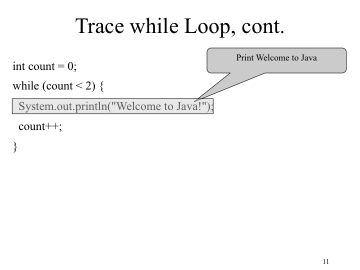 Trace while Loop, cont.
Print Welcome to Java
int count = 0;
while (count < 2) {
System.out.println("Welcome to Java!");
count++;
}
11